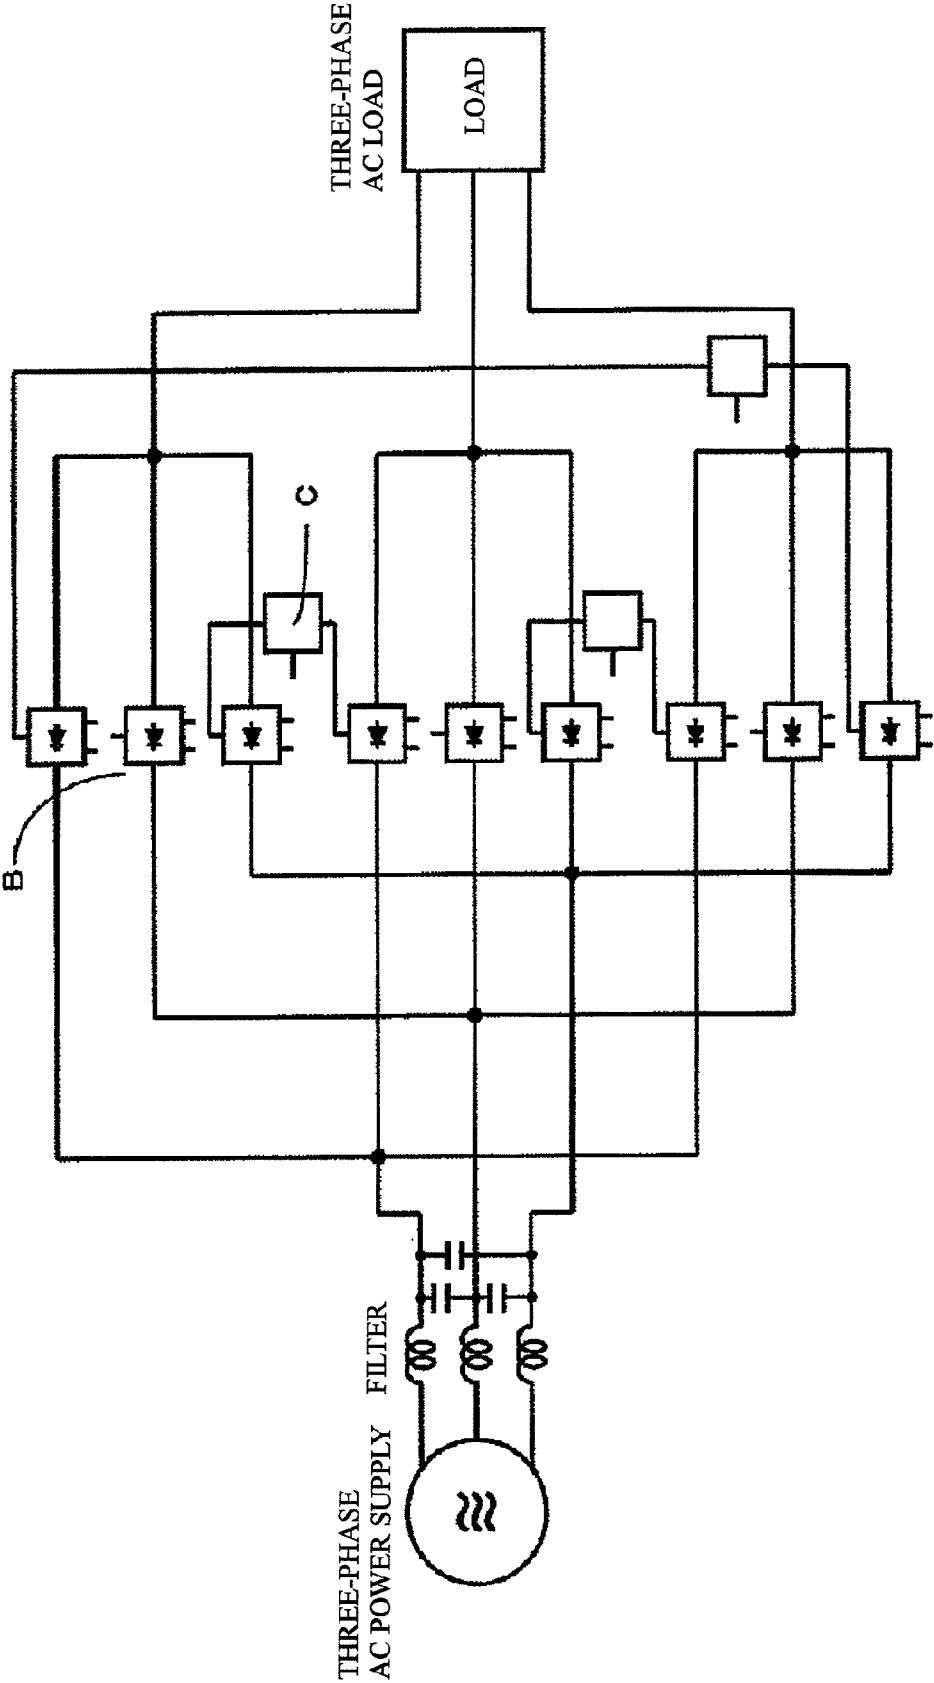 THREE-PHASE
AC POWER SUPPLY
FILTER
B
C
THREE-PHASE
AC LOAD
LOAD